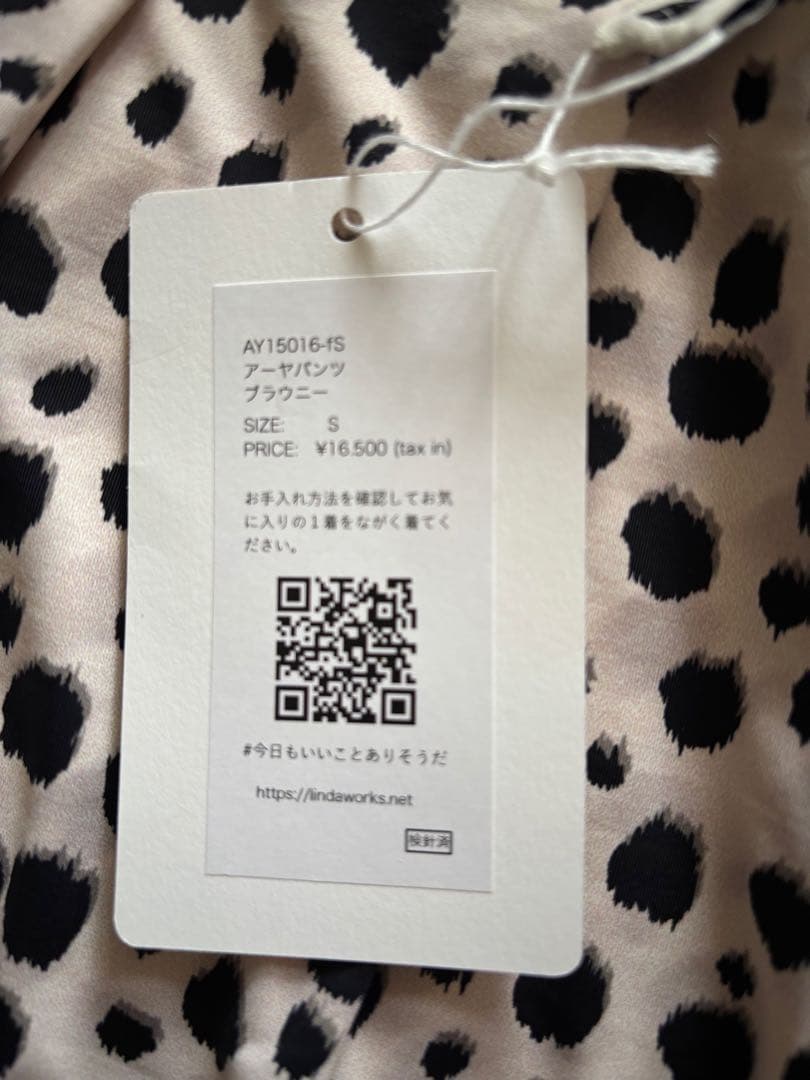 AY15016-fS
アーヤパンツ
ブラウニー
SIZE: S
PRICE: ¥16.500 (tax in)
お手入れ方法を確認してお気
に入りの1着をながく着てく
ださい。
#今日もいいことありそうだ
https://lindaworks.net
検針済